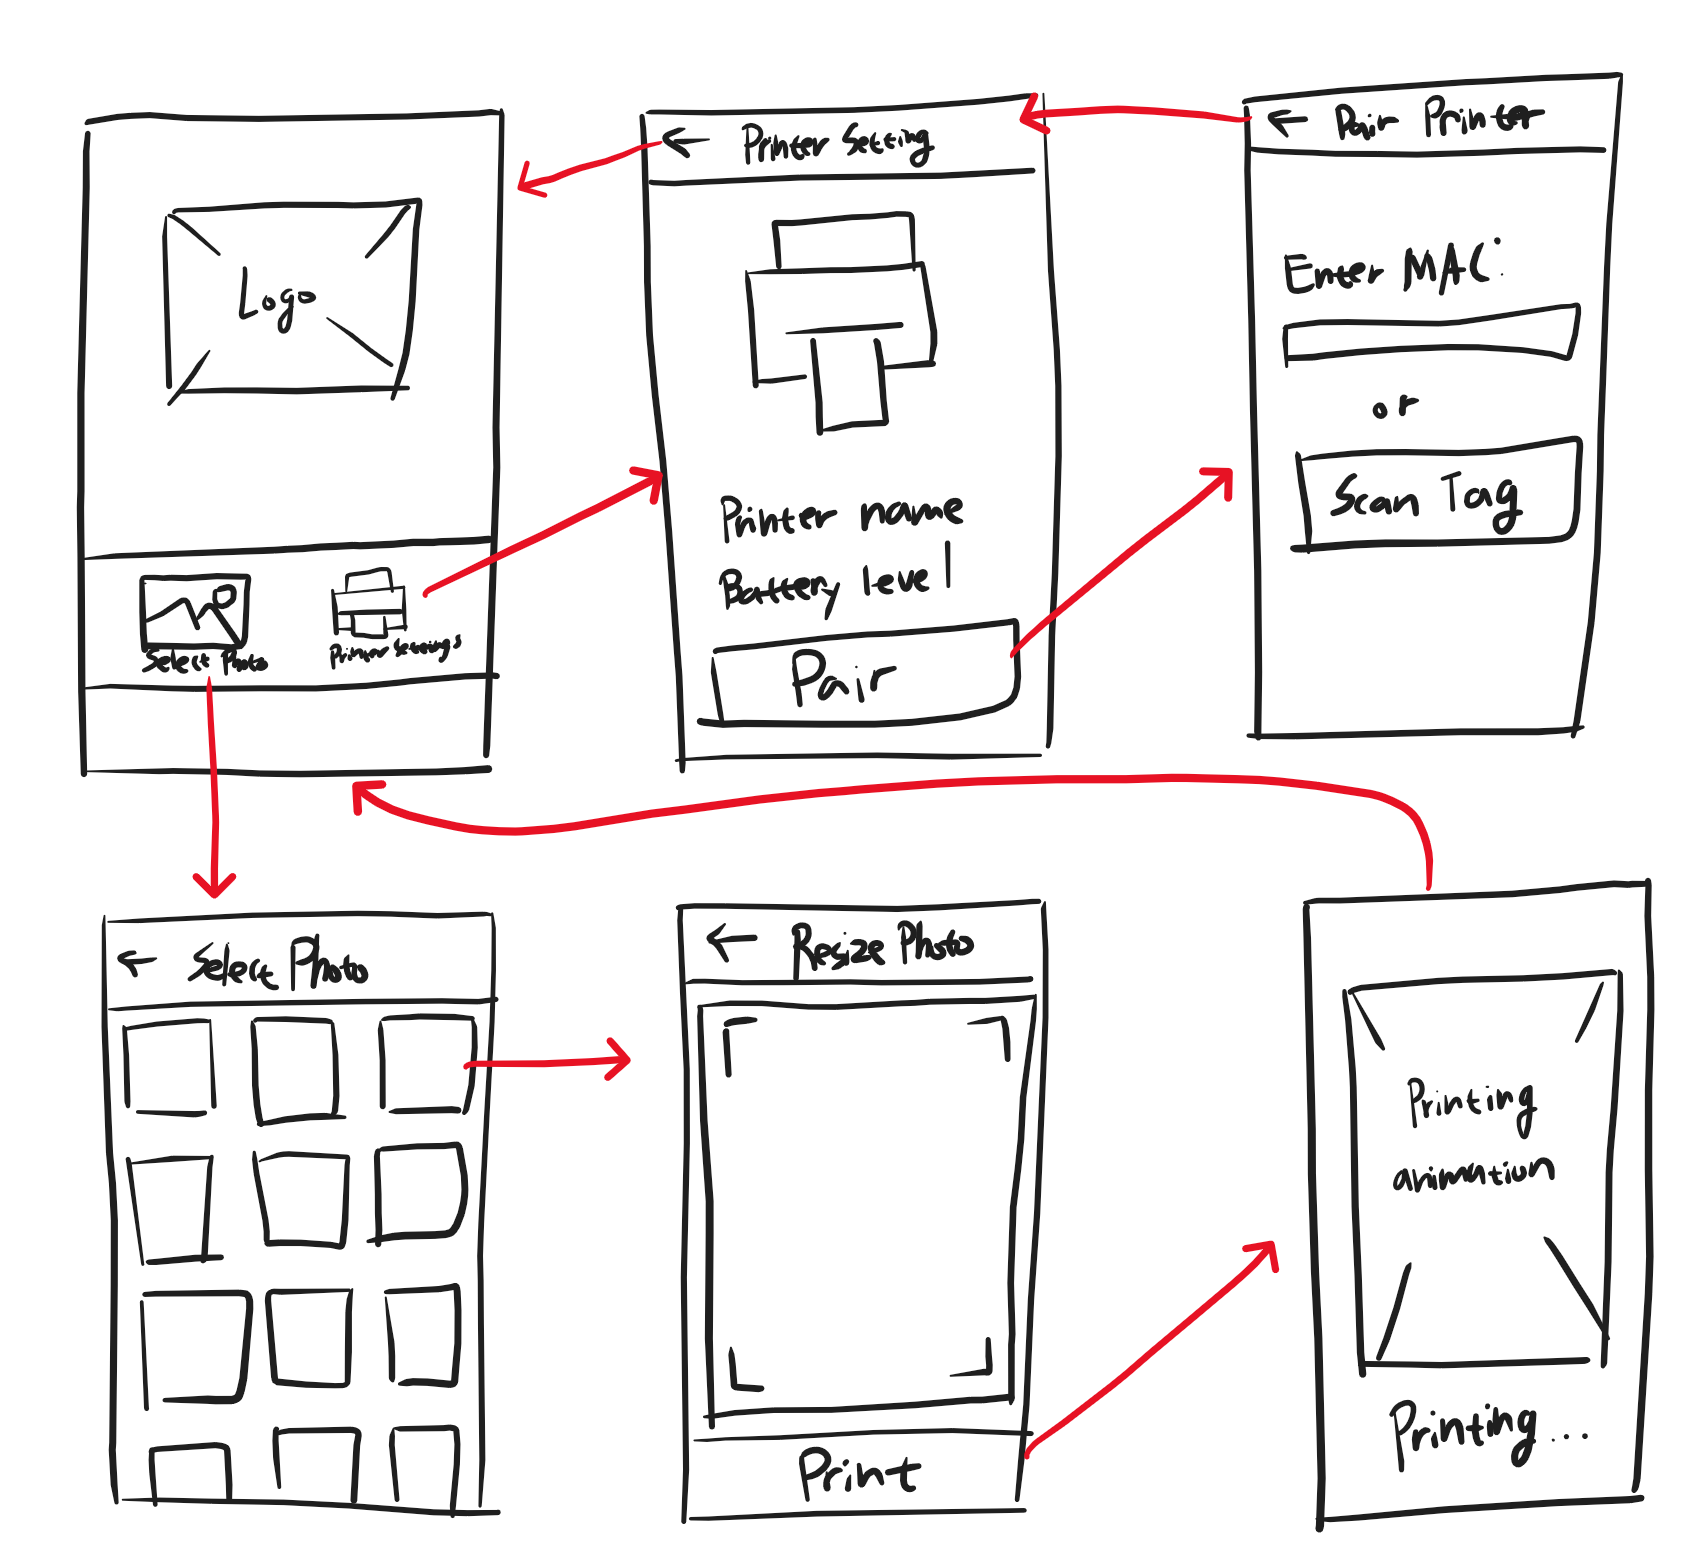 Logo
Select Photo
Printer Settings
Printer Setting
Printer name
Battery level
Pair
Pair Printer
Enter MAC:
or
Scan Tag
Select Photo
Resize Photo
Print
Printing
animation
Printing...